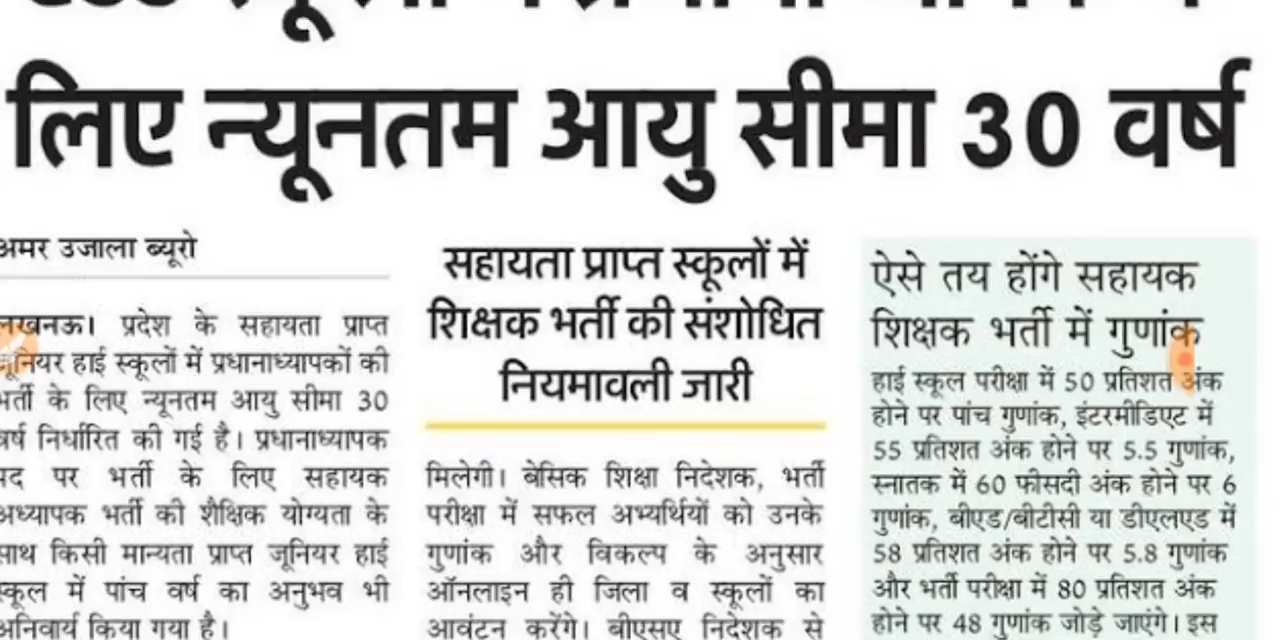 लिए न्यूनतम आयु सीमा 30 वर्ष
अमर उजाला ब्यूरो
लखनऊ। प्रदेश के सहायता प्राप्त
जूनियर हाई स्कूलों में प्रधानाध्यापकों की
भर्ती के लिए न्यूनतम आयु सीमा 30
वर्ष निर्धारित की गई है। प्रधानाध्यापक
पद पर भर्ती के लिए सहायक
अध्यापक भर्ती की शैक्षिक योग्यता के
साथ किसी मान्यता प्राप्त जूनियर हाई
स्कूल में पांच वर्ष का अनुभव भी
अनिवार्य किया गया है।
सहायता प्राप्त स्कूलों में
शिक्षक भर्ती की संशोधित
नियमावली जारी
मिलेगी। बेसिक शिक्षा निदेशक, भर्ती
परीक्षा में सफल अभ्यर्थियों को उनके
गुणांक और विकल्प के अनुसार
ऑनलाइन ही जिला व स्कूलों का
आवंटन करेंगे। बीएसए निदेशक से
ऐसे तय होंगे सहायक
शिक्षक भर्ती में गुणांक
हाई स्कूल परीक्षा में 50 प्रतिशत अंक
होने पर पांच गुणांक, इंटरमीडिएट में
55 प्रतिशत अंक होने पर 5.5 गुणांक,
स्नातक में 60 फीसदी अंक होने पर 6
गुणांक, बीएड/बीटीसी या डीएलएड में
58 प्रतिशत अंक होने पर 5.8 गुणांक
और भर्ती परीक्षा में 80 प्रतिशत अंक
होने पर 48 गुणांक जोड़े जाएंगे। इस